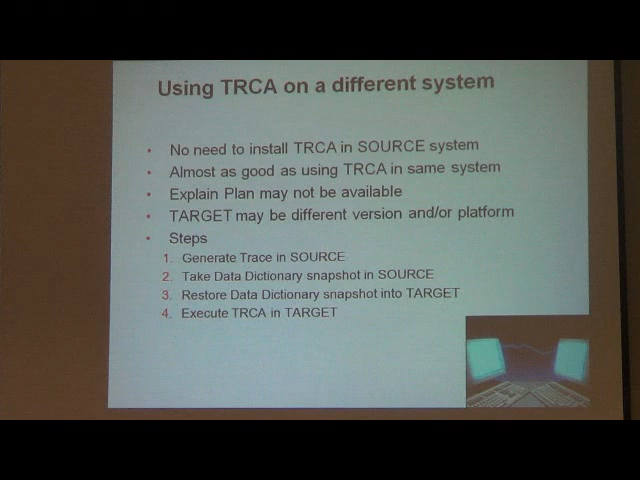 Using TRCA on a different system
• No need to install TRCA in SOURCE system
• Almost as good as using TRCA in same system
• Explain Plan may not be available
• TARGET may be different version and/or platform
• Steps
1. Generate Trace in SOURCE
2. Take Data Dictionary snapshot in SOURCE
3. Restore Data Dictionary snapshot into TARGET
4. Execute TRCA in TARGET